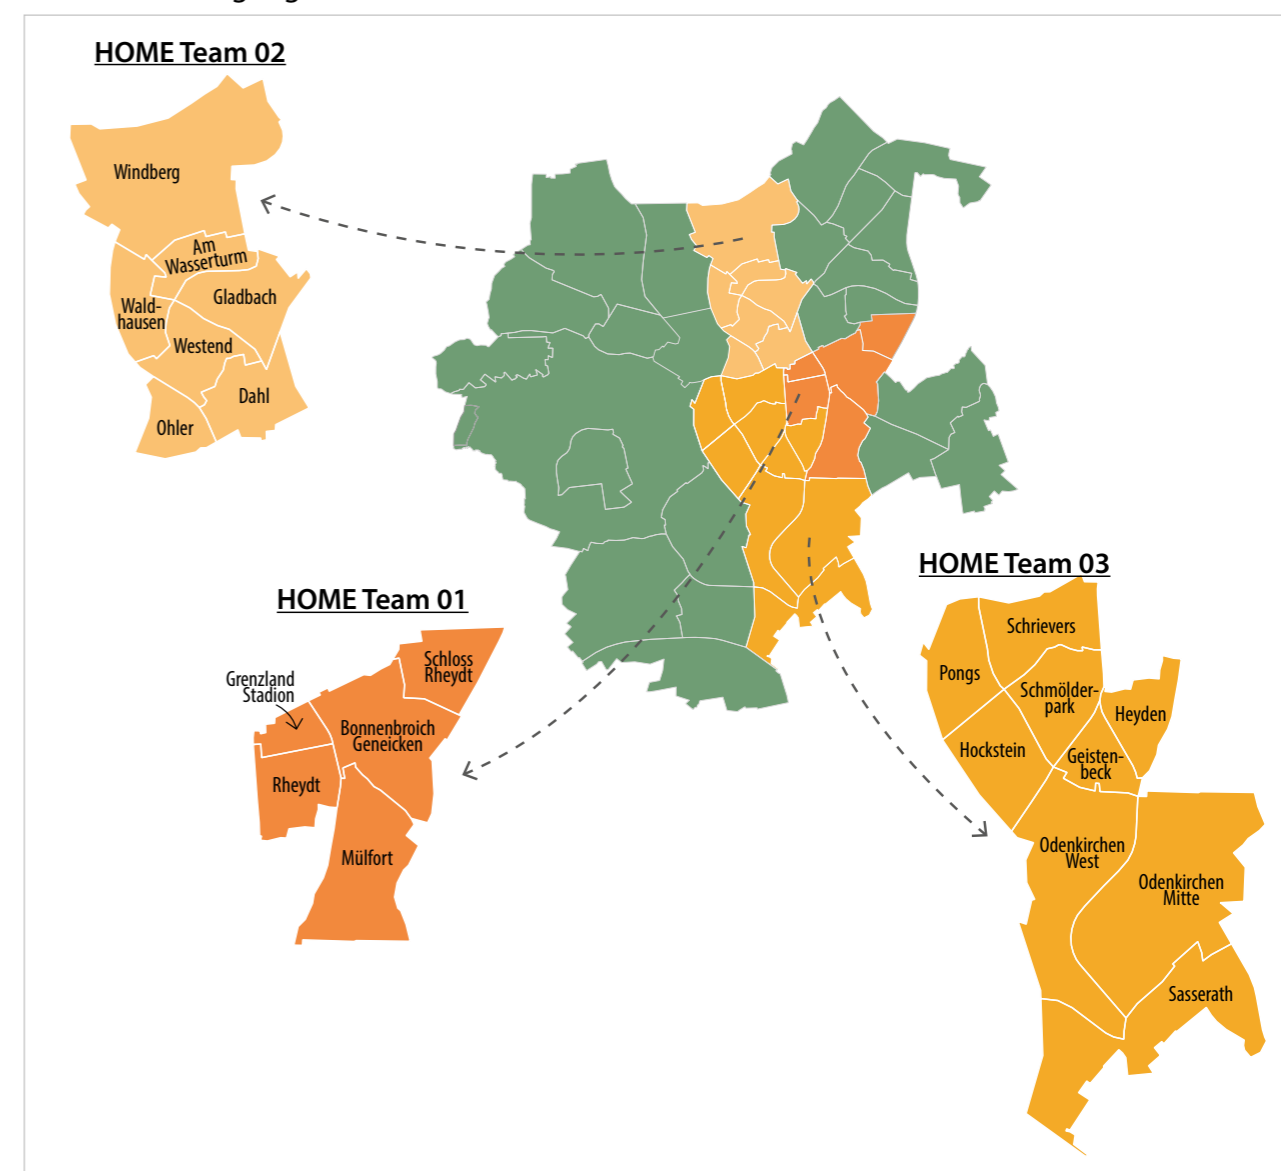 HOME Team 02
Windberg
Am
Wasserturm
Wald-
hausen
Gladbach
Westend
Dahl
Ohler
HOME Team 01
Grenzland
Stadion
Schloss
Rheydt
Bonnenbroich
Geneicken
Rheydt
Mülfort
HOME Team 03
Schrievers
Pongs
Schmölder-
park
Heyden
Hockstein
Geisten-
beck
Odenkirchen
West
Odenkirchen
Mitte
Sasserath